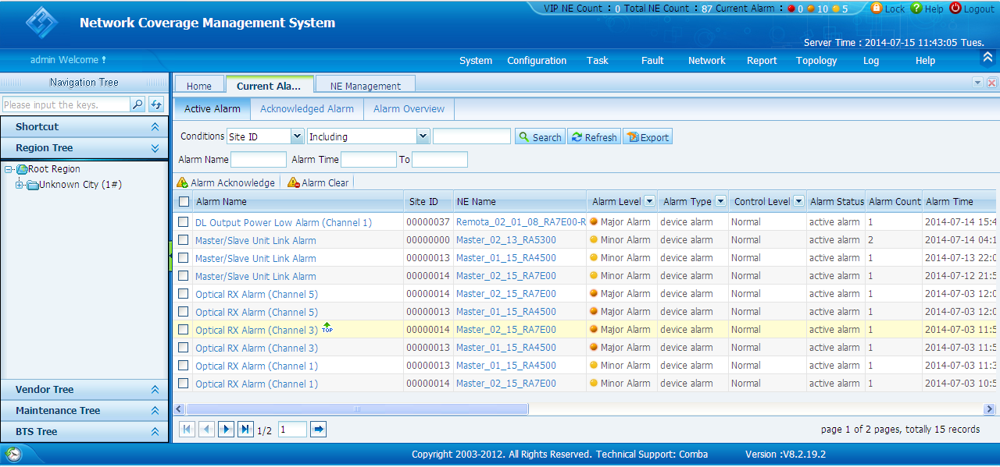 VIP NE Count : 0 Total NE Count : 87 Current Alarm : 0 10 5 Lock Help Logout
Network Coverage Management System
Server Time : 2014-07-15 11:43:05 Tues.
admin Welcome !
System Configuration Task Fault Network Report Topology Log Help
Navigation Tree
Home Current Ala... NE Management
Please input the keys.
Active Alarm Acknowledged Alarm Alarm Overview
Shortcut
Region Tree
Conditions Site ID Including Search Refresh Export
Alarm Name Alarm Time To
Root Region
Unknown City (1#)
Alarm Acknowledge Alarm Clear
Alarm Name Site ID NE Name Alarm Level Alarm Type Control Level Alarm Status Alarm Count Alarm Time
DL Output Power Low Alarm (Channel 1) 00000037 Remota_02_01_08_RA7E00-R Major Alarm device alarm Normal active alarm 1 2014-07-14 15:4
Master/Slave Unit Link Alarm 00000000 Master_02_13_RA5300 Minor Alarm device alarm Normal active alarm 2 2014-07-14 04:1
Master/Slave Unit Link Alarm 00000013 Master_01_15_RA4500 Minor Alarm device alarm Normal active alarm 1 2014-07-13 22:0
Master/Slave Unit Link Alarm 00000014 Master_02_15_RA7E00 Minor Alarm device alarm Normal active alarm 1 2014-07-12 21:5
Optical RX Alarm (Channel 5) 00000014 Master_02_15_RA7E00 Major Alarm device alarm Normal active alarm 1 2014-07-03 12:0
Optical RX Alarm (Channel 5) 00000013 Master_01_15_RA4500 Major Alarm device alarm Normal active alarm 1 2014-07-03 12:0
Optical RX Alarm (Channel 3) TOP 00000014 Master_02_15_RA7E00 Major Alarm device alarm Normal active alarm 1 2014-07-03 11:5
Optical RX Alarm (Channel 3) 00000013 Master_01_15_RA4500 Major Alarm device alarm Normal active alarm 1 2014-07-03 11:5
Optical RX Alarm (Channel 1) 00000013 Master_01_15_RA4500 Minor Alarm device alarm Normal active alarm 1 2014-07-03 11:3
Optical RX Alarm (Channel 1) 00000014 Master_02_15_RA7E00 Minor Alarm device alarm Normal active alarm 1 2014-07-03 10:5
Vendor Tree
Maintenance Tree
BTS Tree
1/2 1 page 1 of 2 pages, totally 15 records
Copyright 2003-2012. All Rights Reserved. Technical Support: Comba Version :V8.2.19.2